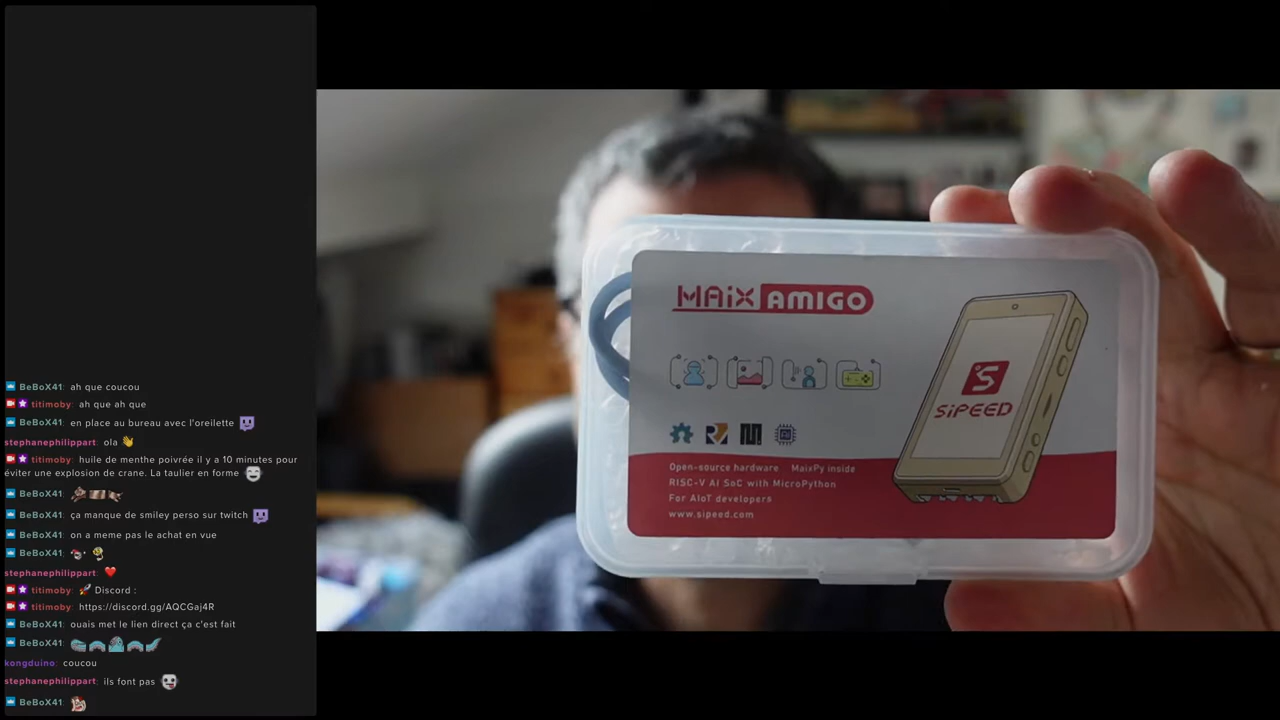 BeBoX41: ah que coucou
titimoby: ah que ah que
BeBoX41: en place au bureau avec l'oreilette
stephanephilippart: ola 👋
titimoby: huile de menthe poivrée il y a 10 minutes pour
éviter une explosion de crane. La taulier en forme
BeBoX41:
BeBoX41: ça manque de smiley perso sur twitch
BeBoX41: on a meme pas le achat en vue
BeBoX41:
stephanephilippart: ❤️
titimoby: 🚀 Discord :
titimoby: https://discord.gg/AQCGaj4R
BeBoX41: ouais met le lien direct ça c'est fait
BeBoX41:
kongduino: coucou
stephanephilippart: ils font pas
BeBoX41:
MAiX AMIGO
SiPEED
Open-source hardware MaixPy inside
RISC-V AI SoC with MicroPython
For AIoT developers
www.sipeed.com